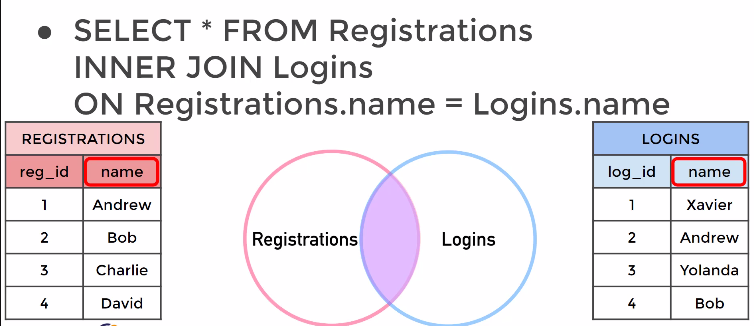 ● SELECT * FROM Registrations
INNER JOIN Logins
ON Registrations.name = Logins.name
REGISTRATIONS
reg_id name
1 Andrew
2 Bob
3 Charlie
4 David
Registrations Logins
LOGINS
log_id name
1 Xavier
2 Andrew
3 Yolanda
4 Bob